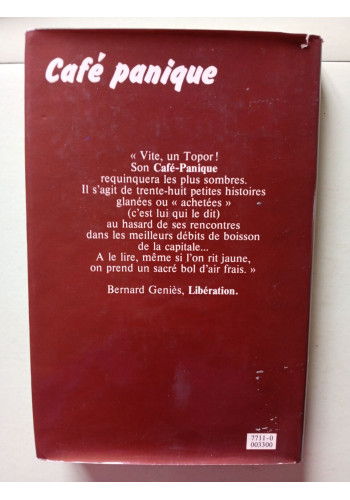 Café panique
« Vite, un Topor !
Son Café-Panique
requinquera les plus sombres.
Il s'agit de trente-huit petites histoires
glanées ou « achetées »
(c'est lui qui le dit)
au hasard de ses rencontres
dans les meilleurs débits de boisson
de la capitale...
A le lire, même si l'on rit jaune,
on prend un sacré bol d'air frais. »
Bernard Geniès, Libération.
7711-0
003300